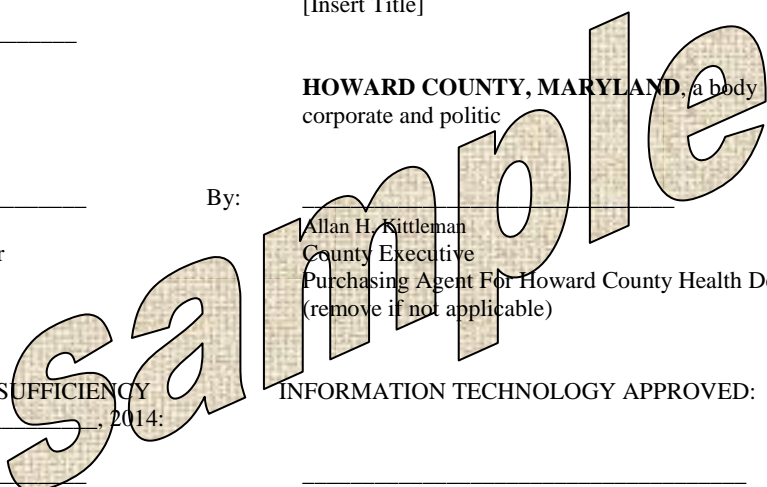 [Insert Title]
HOWARD COUNTY, MARYLAND, a body
corporate and politic
By:
Allan H. Kittleman
County Executive
Purchasing Agent For Howard County Health
(remove if not applicable)
SUFFICIENCY
INFORMATION TECHNOLOGY APPROVED:
, 2014:
sample